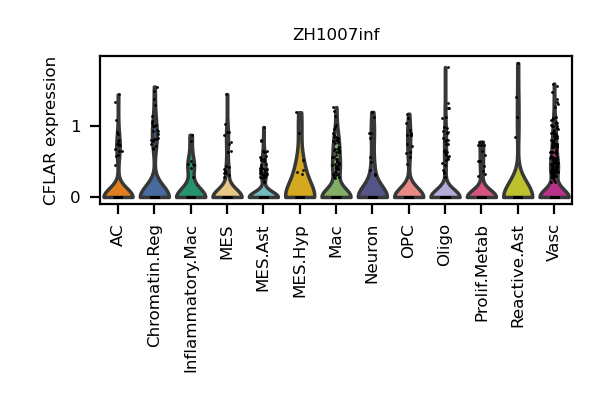 ZH1007inf
CFLAR expression
1
0
AC
Chromatin.Reg
Inflammatory.Mac
MES
MES.Ast
MES.Hyp
Mac
Neuron
OPC
Oligo
Prolif.Metab
Reactive.Ast
Vasc